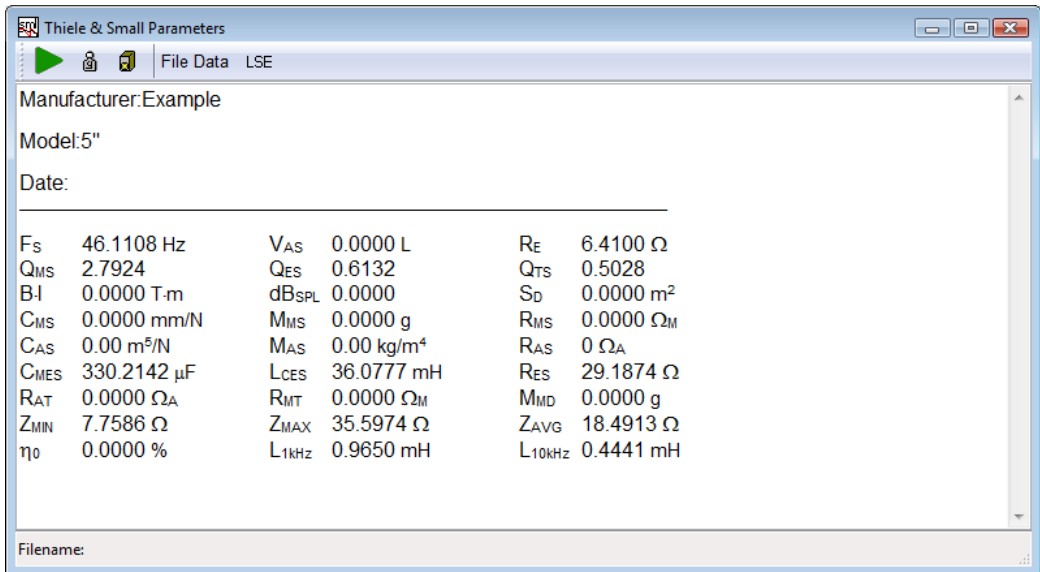 Thiele & Small Parameters
File Data LSE
Manufacturer:Example
Model:5"
Date:
Fs 46.1108 Hz VAS 0.0000 L RE 6.4100 Ω
QMS 2.7924 QES 0.6132 QTS 0.5028
B·l 0.0000 T·m dBSPL 0.0000 SD 0.0000 m²
CMS 0.0000 mm/N MMS 0.0000 g RMS 0.0000 ΩM
CAS 0.00 m⁵/N MAS 0.00 kg/m⁴ RAS 0 ΩA
CMES 330.2142 µF LCES 36.0777 mH RES 29.1874 Ω
RAT 0.0000 ΩA RMT 0.0000 ΩM MMD 0.0000 g
ZMIN 7.7586 Ω ZMAX 35.5974 Ω ZAVG 18.4913 Ω
η0 0.0000 % L1kHz 0.9650 mH L10kHz 0.4441 mH
Filename: